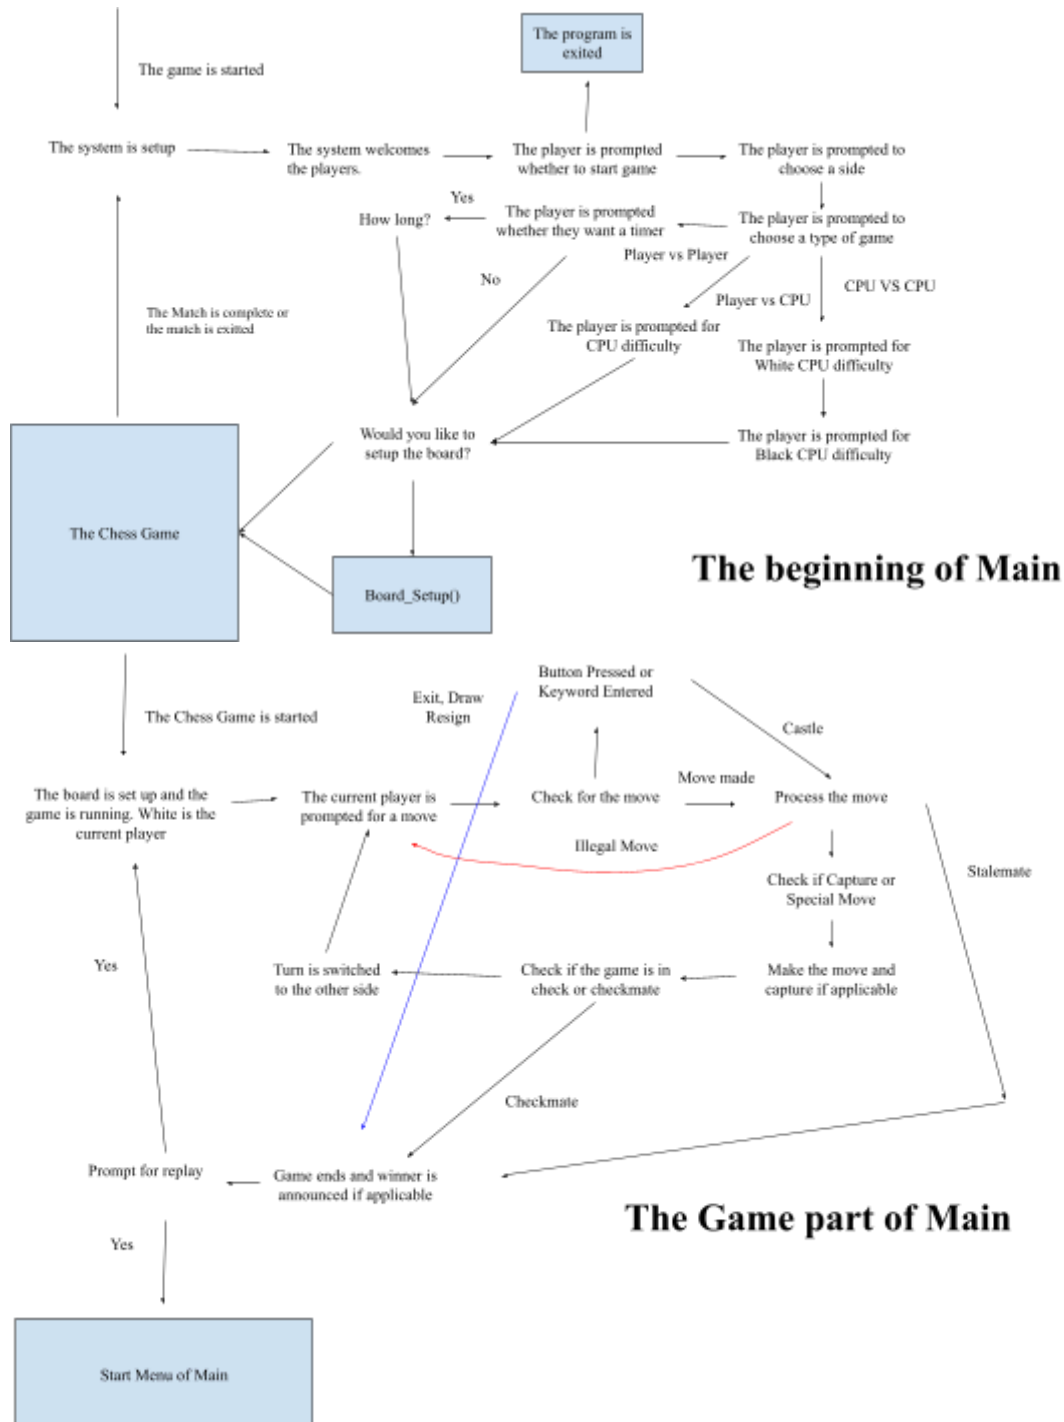 The program is
exited
The game is started
The system is setup
The system welcomes
the players.
The player is prompted
whether to start game
The player is prompted to
choose a side
How long?
Yes
The player is prompted
whether they want a timer
The player is prompted to
choose a type of game
Player vs Player
No
CPU VS CPU
Player vs CPU
The Match is complete or
the match is exitted
The player is prompted for
CPU difficulty
The player is prompted for
White CPU difficulty
Would you like to
setup the board?
The player is prompted for
Black CPU difficulty
The Chess Game
The beginning of Main
Board_Setup()
Button Pressed or
Keyword Entered
Exit, Draw
Resign
The Chess Game is started
Castle
The board is set up and the
game is running. White is the
current player
The current player is
prompted for a move
Check for the move
Move made
Process the move
Illegal Move
Stalemate
Check if Capture or
Special Move
Yes
Turn is switched
to the other side
Check if the game is in
check or checkmate
Make the move and
capture if applicable
Checkmate
Prompt for replay
Game ends and winner is
announced if applicable
The Game part of Main
Yes
Start Menu of Main